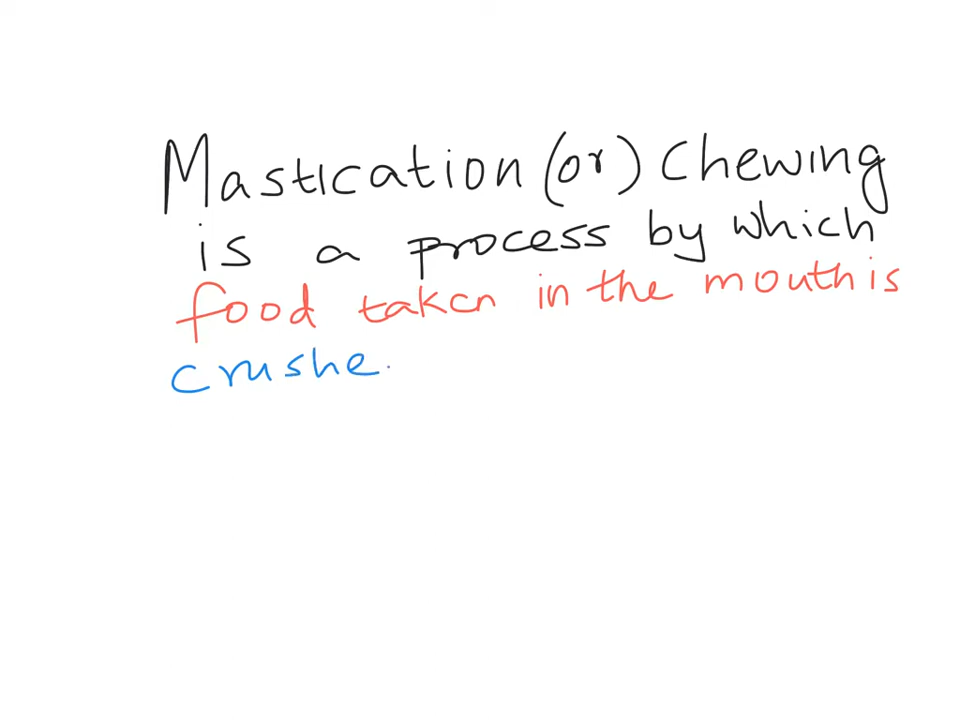 Mastication (or) chewing
is a process by which
food taken in the mouth is
crushe